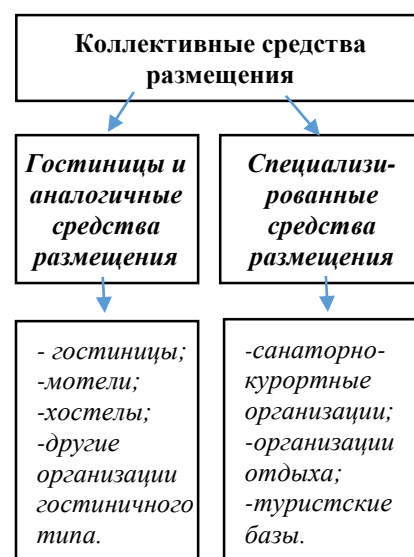 Коллективные средства
размещения
Гостиницы и
аналогичные
средства
размещения
Специализи-
рованные
средства
размещения
- гостиницы;
-мотели;
-хостелы;
-другие
организации
гостиничного
типа.
-санаторно-
курортные
организации;
-организации
отдыха;
-туристские
базы.